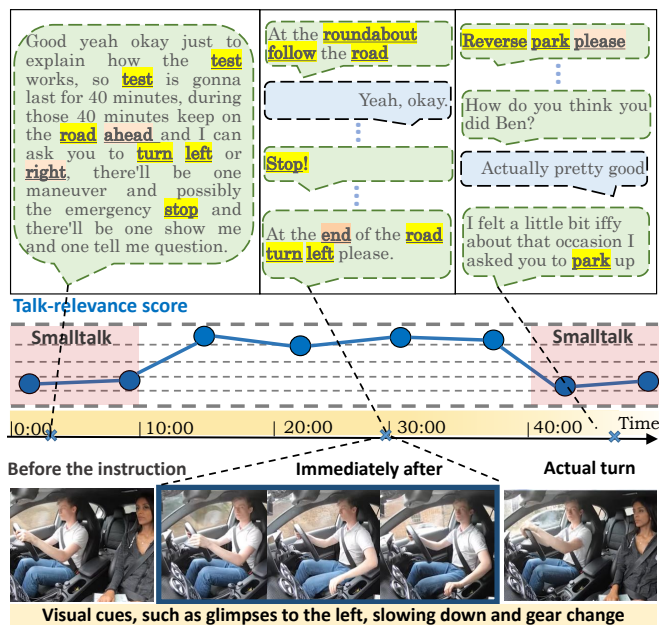 Good yeah okay just to
explain how the test
works, so test is gonna
last for 40 minutes, during
those 40 minutes keep on
the road ahead and I can
ask you to turn left or
right, there'll be one
maneuver and possibly
the emergency stop and
there'll be one show me
and one tell me question.
At the roundabout
follow the road
Yeah, okay.
Stop!
At the end of the road
turn left please.
Reverse park please
How do you think you
did Ben?
Actually pretty good
I felt a little bit iffy
about that occasion I
asked you to park up
Talk-relevance score
Smalltalk
Smalltalk
0:00 10:00 20:00 30:00 40:00 Time
Before the instruction Immediately after Actual turn
Visual cues, such as glimpses to the left, slowing down and gear change